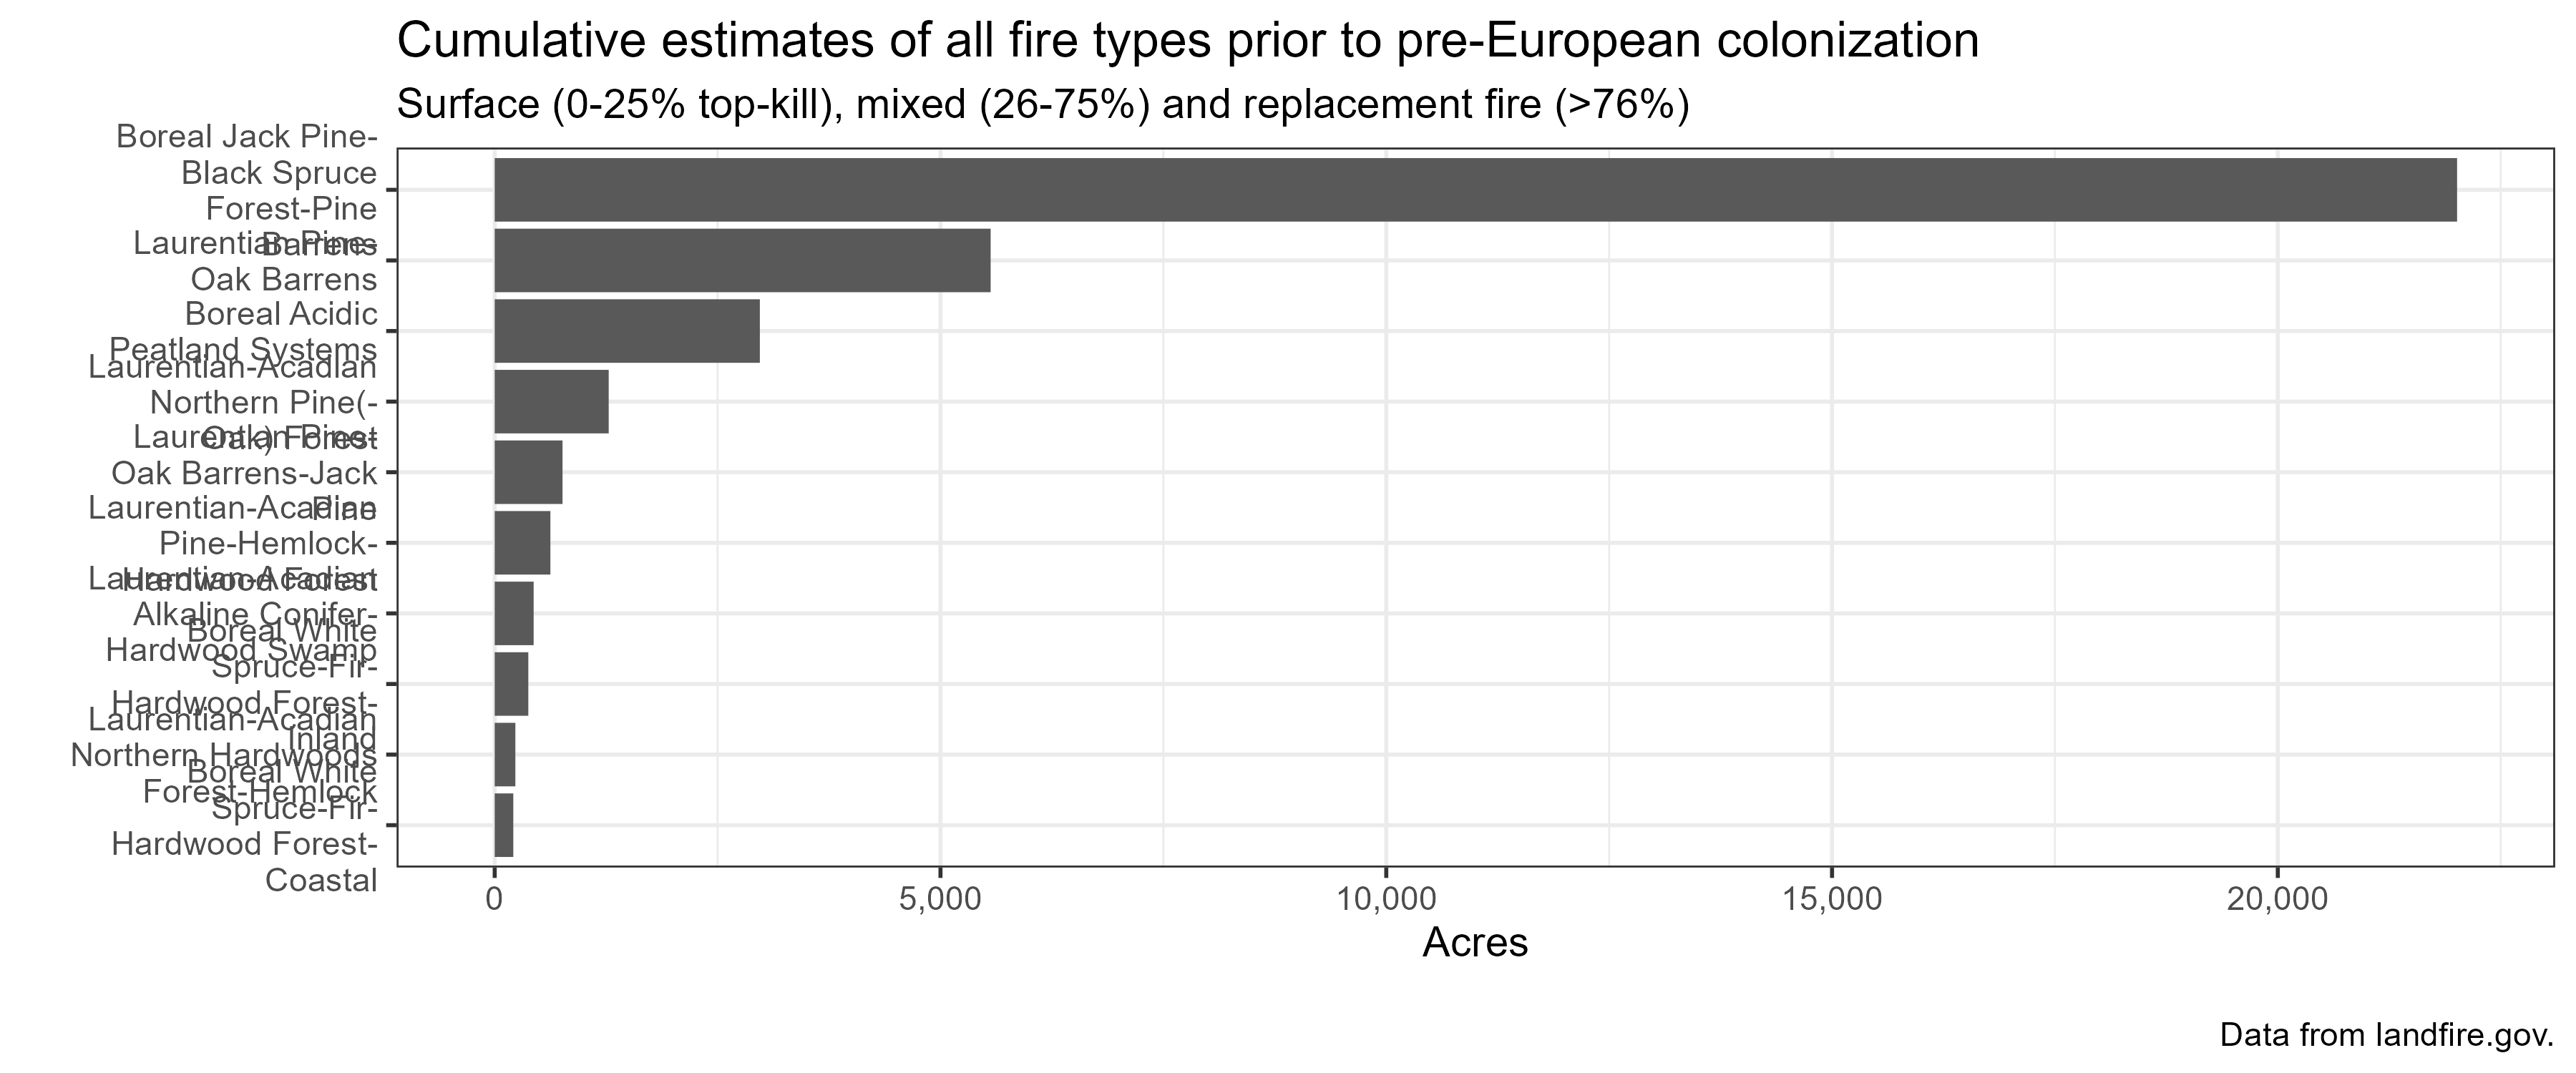 Cumulative estimates of all fire types prior to pre-European colonization
Surface (0-25% top-kill), mixed (26-75%) and replacement fire (>76%)
Boreal Jack Pine-
Black Spruce
Forest-Pine
Barrens
Laurentian Pine-
Oak Barrens
Boreal Acidic
Peatland Systems
Laurentian-Acadian
Northern Pine(-
Oak) Forest
Laurentian Pine-
Oak Barrens-Jack
Pine
Laurentian-Acadian
Pine-Hemlock-
Hardwood Forest
Laurentian-Acadian
Alkaline Conifer-
Hardwood Swamp
Boreal White
Spruce-Fir-
Hardwood Forest-
Inland
Laurentian-Acadian
Northern Hardwoods
Forest-Hemlock
Boreal White
Spruce-Fir-
Hardwood Forest-
Coastal
0
5,000
10,000
15,000
20,000
Acres
Data from landfire.gov.